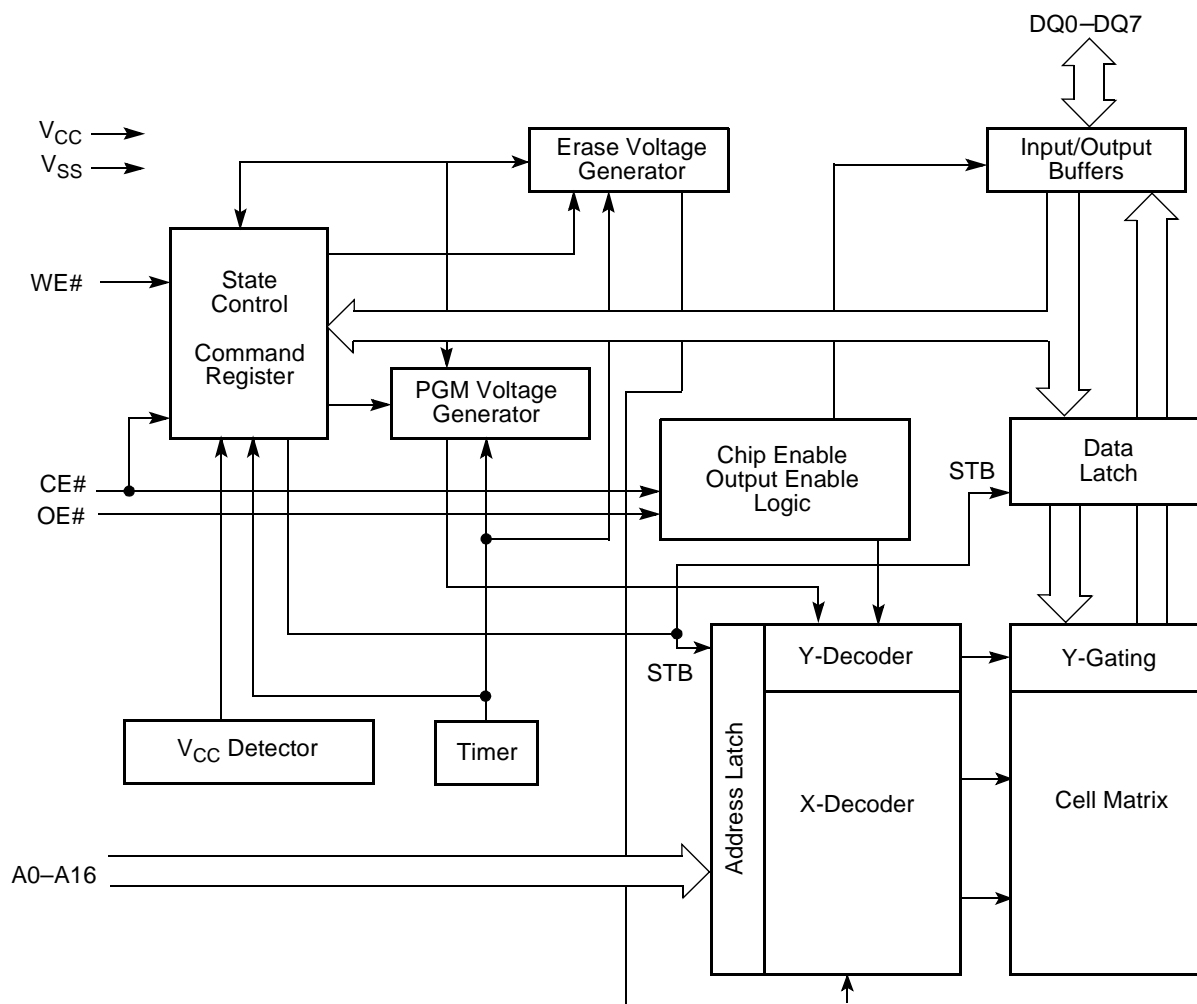 DQ0–DQ7
VCC
VSS
Erase Voltage
Generator
Input/Output
Buffers
WE#
State
Control
Command
Register
PGM Voltage
Generator
Chip Enable
Output Enable
Logic
STB
Data
Latch
CE#
OE#
STB
Y-Decoder
Y-Gating
VCC Detector
Timer
Address Latch
X-Decoder
Cell Matrix
A0–A16